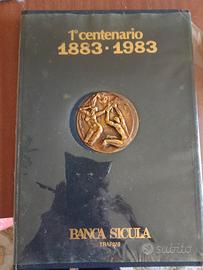 1° centenario
1883 · 1983
BANCA SICULA
TRAPANI
subito